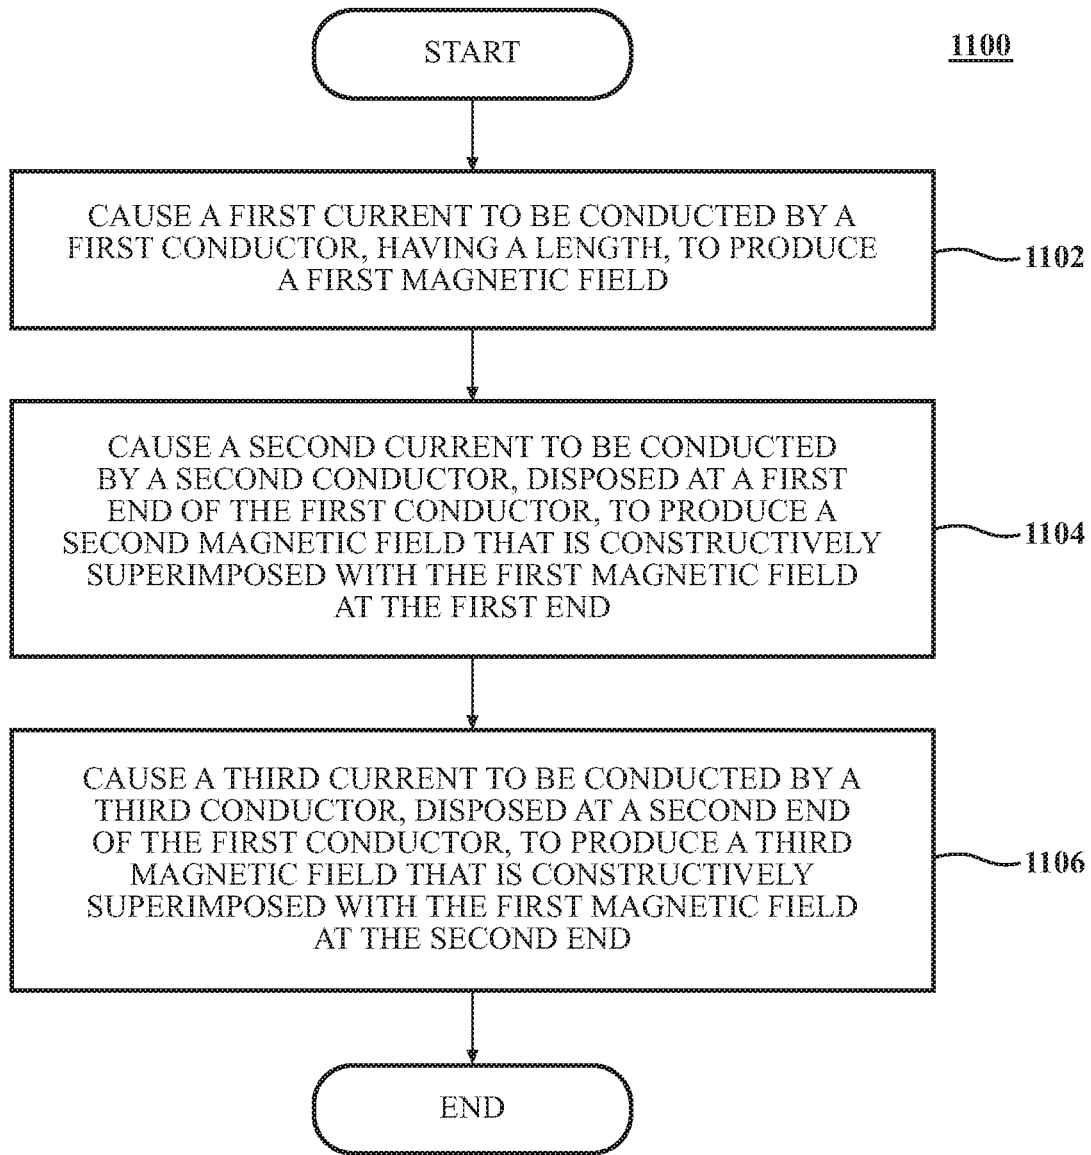 START
1100
CAUSE A FIRST CURRENT TO BE CONDUCTED BY A
FIRST CONDUCTOR, HAVING A LENGTH, TO PRODUCE
A FIRST MAGNETIC FIELD
1102
CAUSE A SECOND CURRENT TO BE CONDUCTED
BY A SECOND CONDUCTOR, DISPOSED AT A FIRST
END OF THE FIRST CONDUCTOR, TO PRODUCE A
SECOND MAGNETIC FIELD THAT IS CONSTRUCTIVELY
SUPERIMPOSED WITH THE FIRST MAGNETIC FIELD
AT THE FIRST END
1104
CAUSE A THIRD CURRENT TO BE CONDUCTED BY A
THIRD CONDUCTOR, DISPOSED AT A SECOND END
OF THE FIRST CONDUCTOR, TO PRODUCE A THIRD
MAGNETIC FIELD THAT IS CONSTRUCTIVELY
SUPERIMPOSED WITH THE FIRST MAGNETIC FIELD
AT THE SECOND END
1106
END